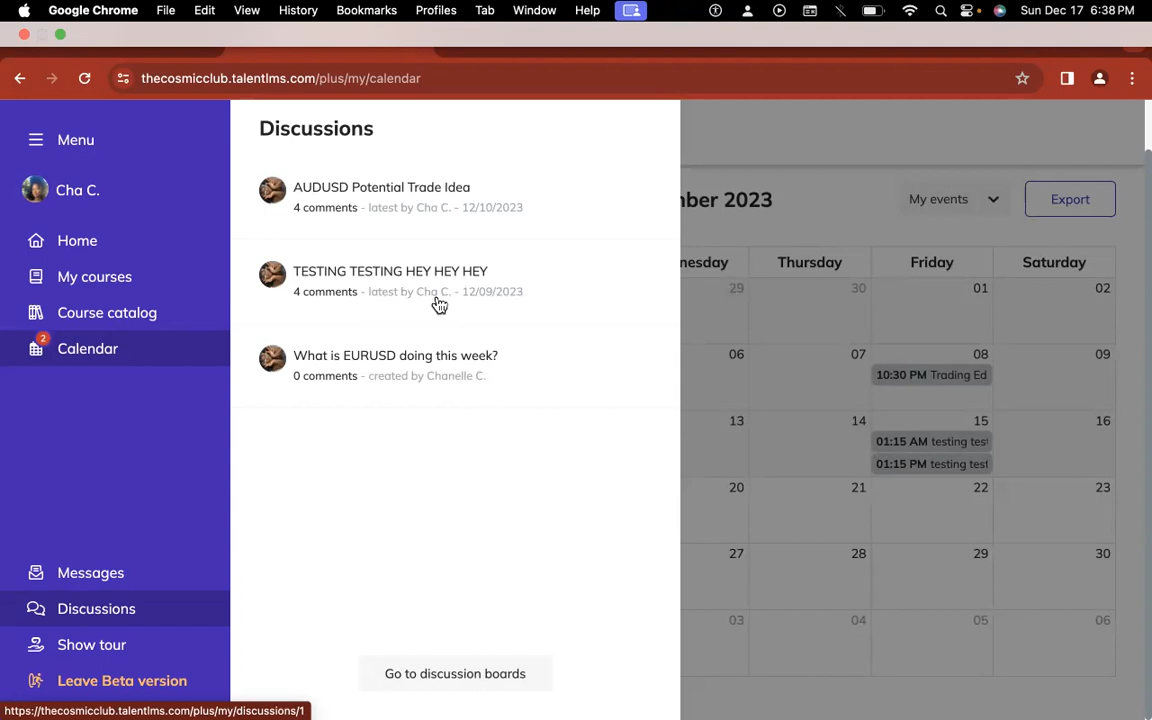 Google Chrome File Edit View History Bookmarks Profiles Tab Window Help Sun Dec 17 6:38 PM
thecosmicclub.talentlms.com/plus/my/calendar
Menu
Cha C.
Home
My courses
Course catalog
2
Calendar
Messages
Discussions
Show tour
Leave Beta version
https://thecosmicclub.talentlms.com/plus/my/discussions/1
Discussions
AUDUSD Potential Trade Idea
4 comments - latest by Cha C. - 12/10/2023
TESTING TESTING HEY HEY HEY
4 comments - latest by Cha C. - 12/09/2023
What is EURUSD doing this week?
0 comments - created by Chanelle C.
Go to discussion boards
nber 2023 My events Export
nesday Thursday Friday Saturday
29 30 01 02
06 07 08 09
10:30 PM Trading Ed
13 14 15 16
01:15 AM testing test
01:15 PM testing test
20 21 22 23
27 28 29 30
03 04 05 06